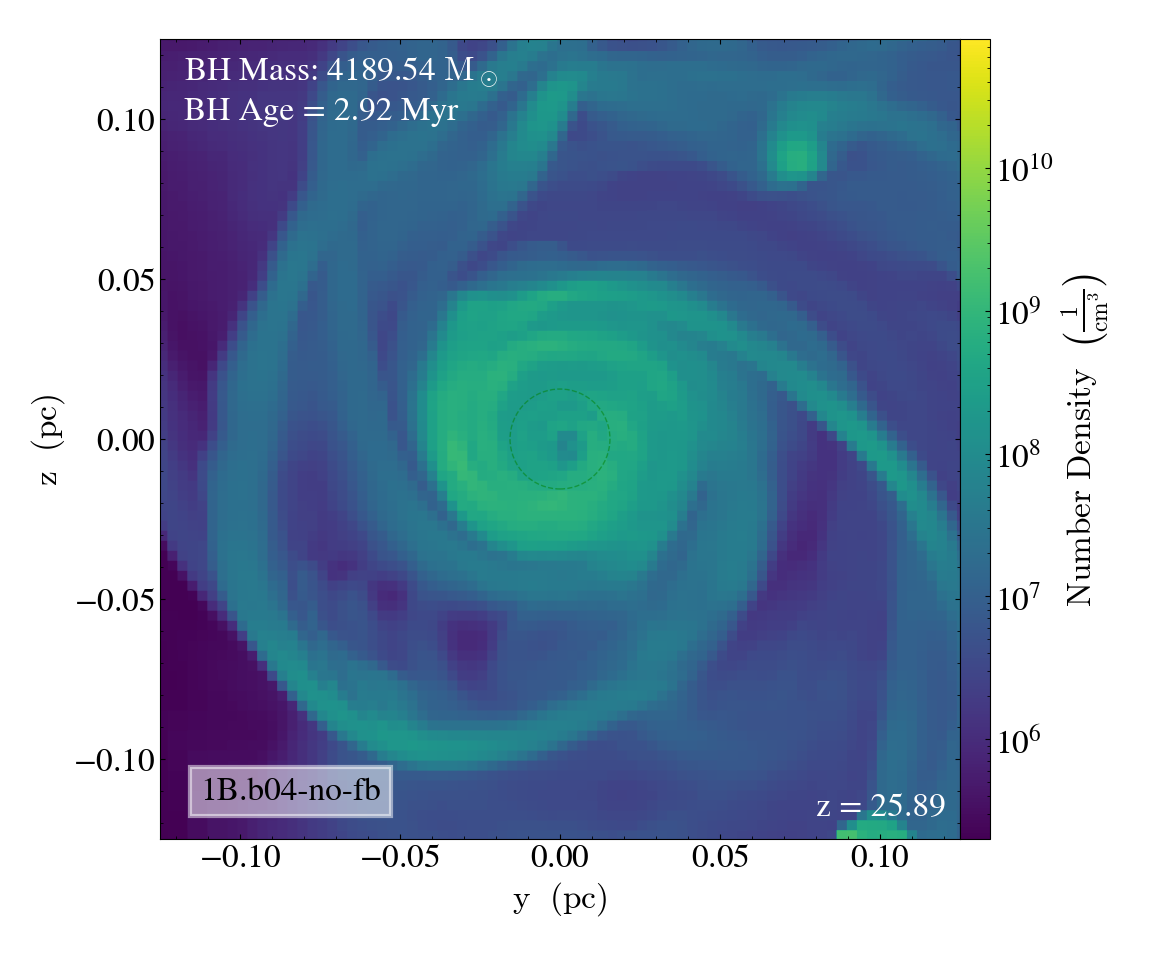 BH Mass: 4189.54 M⊙
BH Age = 2.92 Myr
0.10
0.05
0.00
−0.05
−0.10
z (pc)
1B.b04-no-fb
z = 25.89
−0.10 −0.05 0.00 0.05 0.10
y (pc)
10¹⁰
10⁹
10⁸
10⁷
10⁶
Number Density (1/cm³)